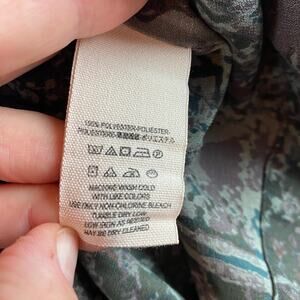 100% POLYESTER-POLIESTER-
MACHINE WASH COLD
WITH LIKE COLORS
USE ONLY NON-CHLORINE BLEACH
TUMBLE DRY LOW
LOW IRON AS NEEDED
MAY BE DRY CLEANED